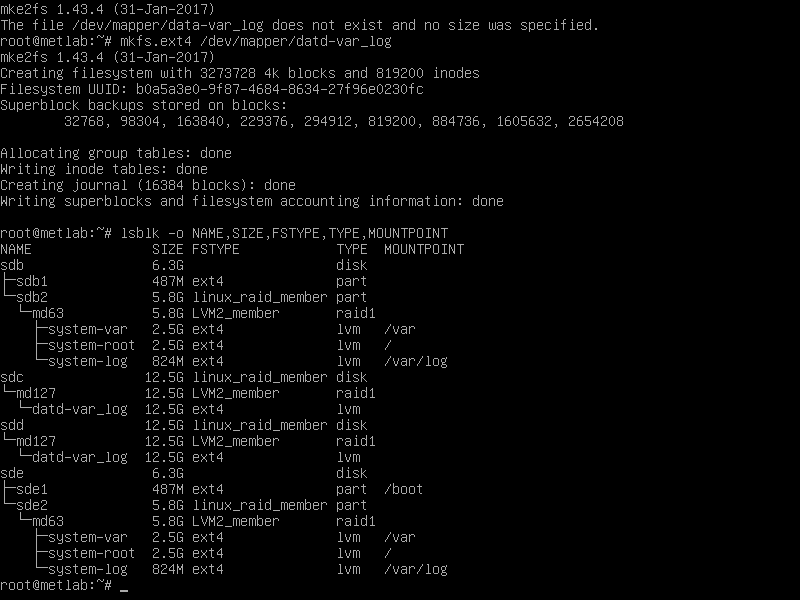 mke2fs 1.43.4 (31-Jan-2017)
The file /dev/mapper/data-var_log does not exist and no size was specified.
root@metlab:~# mkfs.ext4 /dev/mapper/datd-var_log
mke2fs 1.43.4 (31-Jan-2017)
Creating filesystem with 3273728 4k blocks and 819200 inodes
Filesystem UUID: b0a5a3e0-9f87-4684-8634-27f96e0230fc
Superblock backups stored on blocks:
        32768, 98304, 163840, 229376, 294912, 819200, 884736, 1605632, 2654208

Allocating group tables: done
Writing inode tables: done
Creating journal (16384 blocks): done
Writing superblocks and filesystem accounting information: done

root@metlab:~# lsblk -o NAME,SIZE,FSTYPE,TYPE,MOUNTPOINT
NAME               SIZE FSTYPE            TYPE  MOUNTPOINT
sdb                6.3G                   disk
├─sdb1             487M ext4              part
└─sdb2             5.8G linux_raid_member part
  └─md63           5.8G LVM2_member       raid1
    ├─system-var   2.5G ext4              lvm   /var
    ├─system-root  2.5G ext4              lvm   /
    └─system-log   824M ext4              lvm   /var/log
sdc               12.5G linux_raid_member disk
└─md127           12.5G LVM2_member       raid1
  └─datd-var_log  12.5G ext4              lvm
sdd               12.5G linux_raid_member disk
└─md127           12.5G LVM2_member       raid1
  └─datd-var_log  12.5G ext4              lvm
sde                6.3G                   disk
├─sde1             487M ext4              part  /boot
└─sde2             5.8G linux_raid_member part
  └─md63           5.8G LVM2_member       raid1
    ├─system-var   2.5G ext4              lvm   /var
    ├─system-root  2.5G ext4              lvm   /
    └─system-log   824M ext4              lvm   /var/log
root@metlab:~# _